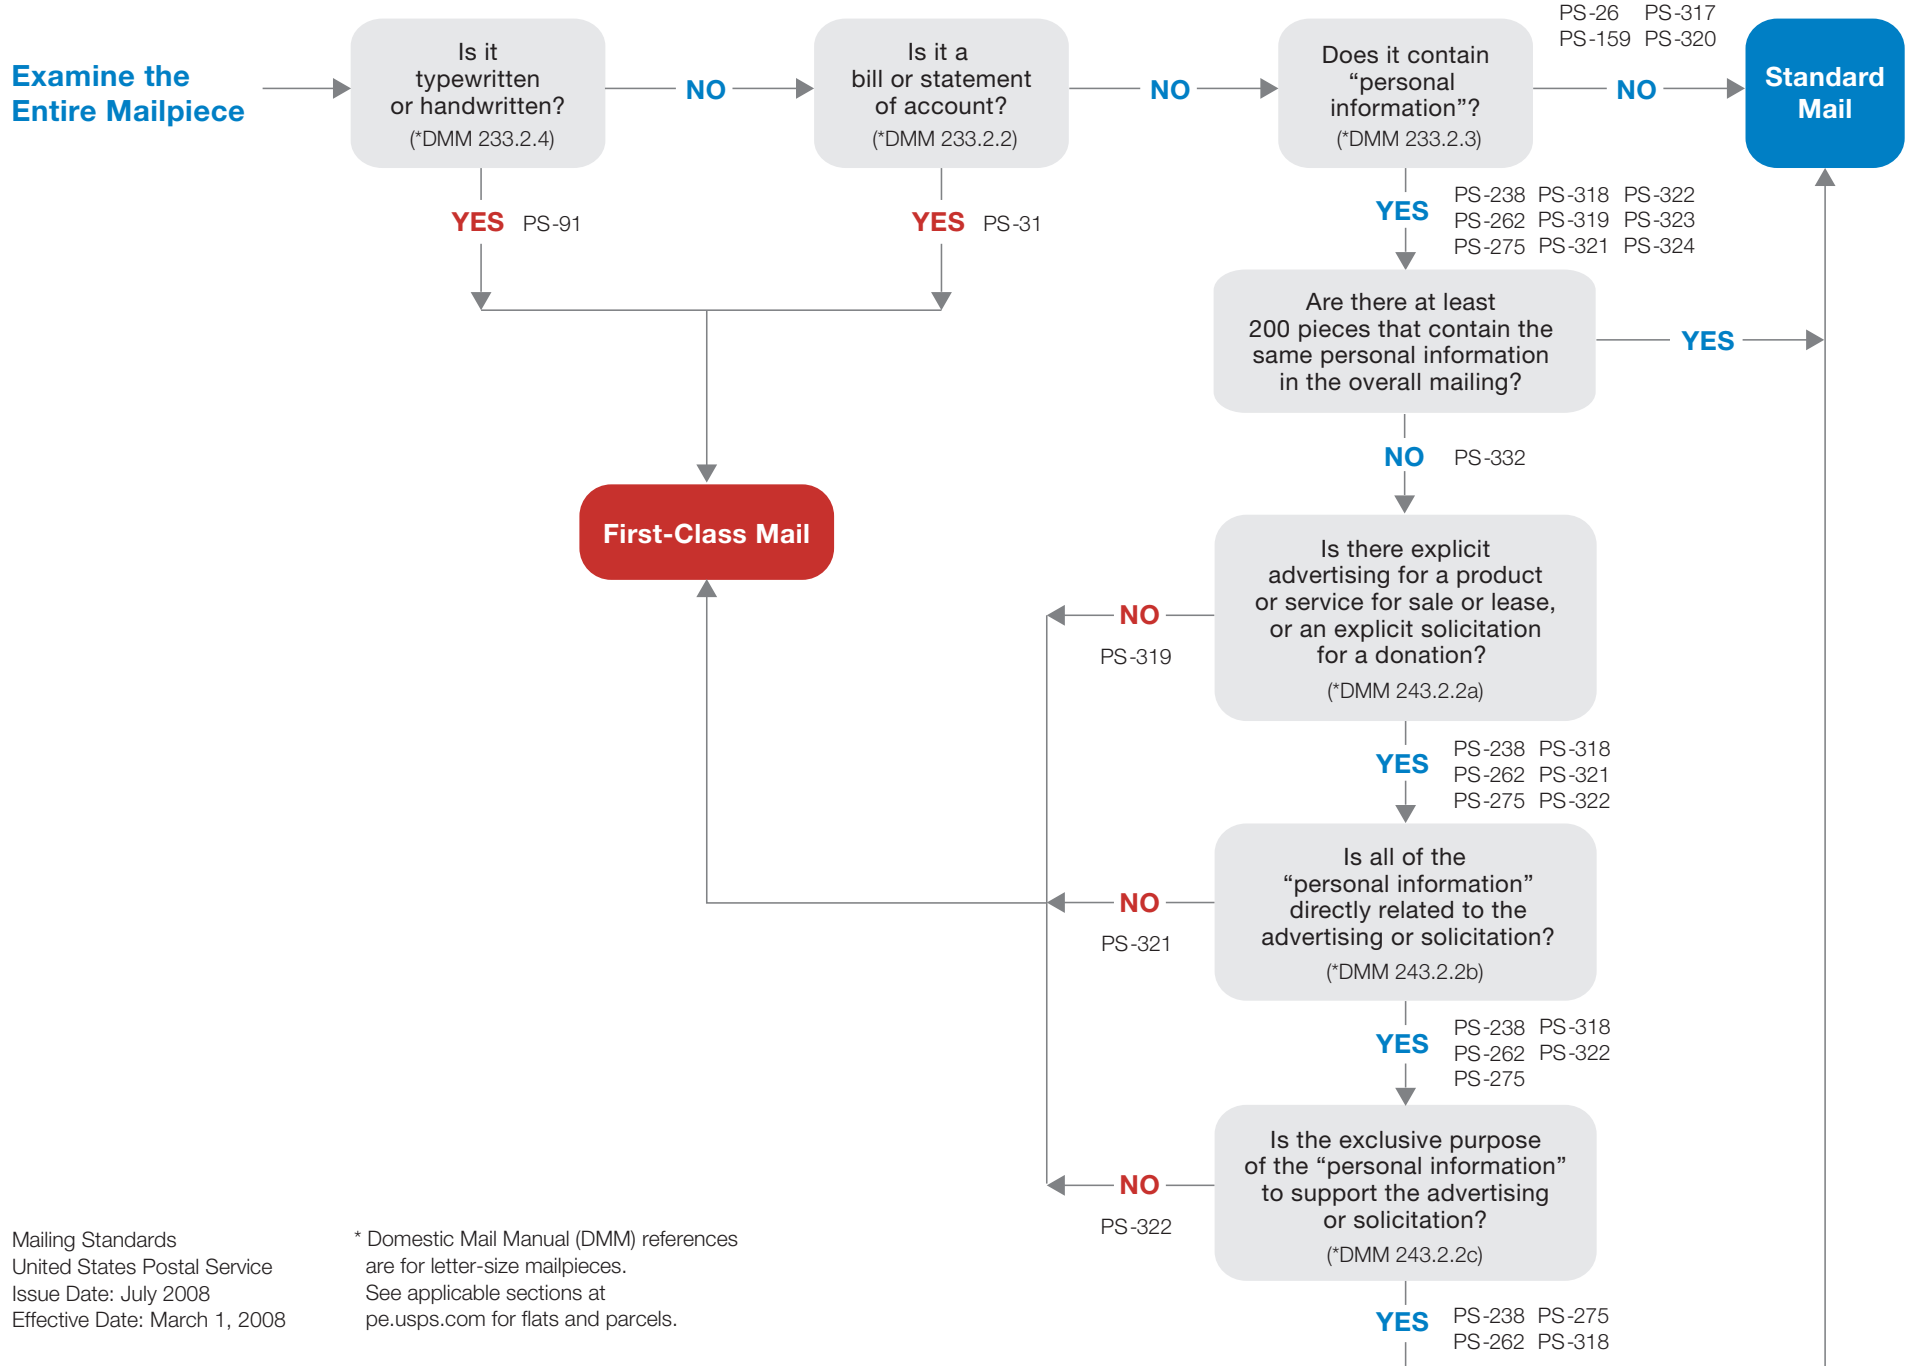 Examine the
Entire Mailpiece
Is it
typewritten
or handwritten?
(*DMM 233.2.4)
NO
Is it a
bill or statement
of account?
(*DMM 233.2.2)
NO
Does it contain
“personal
information”?
(*DMM 233.2.3)
PS-26 PS-317
PS-159 PS-320
NO
Standard
Mail
YES PS-91
YES PS-31
YES
PS-238 PS-318 PS-322
PS-262 PS-319 PS-323
PS-275 PS-321 PS-324
Are there at least
200 pieces that contain the
same personal information
in the overall mailing?
YES
NO PS-332
First-Class Mail
Is there explicit
advertising for a product
or service for sale or lease,
or an explicit solicitation
for a donation?
(*DMM 243.2.2a)
NO
PS-319
YES
PS-238 PS-318
PS-262 PS-321
PS-275 PS-322
Is all of the
“personal information”
directly related to the
advertising or solicitation?
(*DMM 243.2.2b)
NO
PS-321
YES
PS-238 PS-318
PS-262 PS-322
PS-275
Is the exclusive purpose
of the “personal information”
to support the advertising
or solicitation?
(*DMM 243.2.2c)
NO
PS-322
YES
PS-238 PS-275
PS-262 PS-318
Mailing Standards
United States Postal Service
Issue Date: July 2008
Effective Date: March 1, 2008
* Domestic Mail Manual (DMM) references
are for letter-size mailpieces.
See applicable sections at
pe.usps.com for flats and parcels.